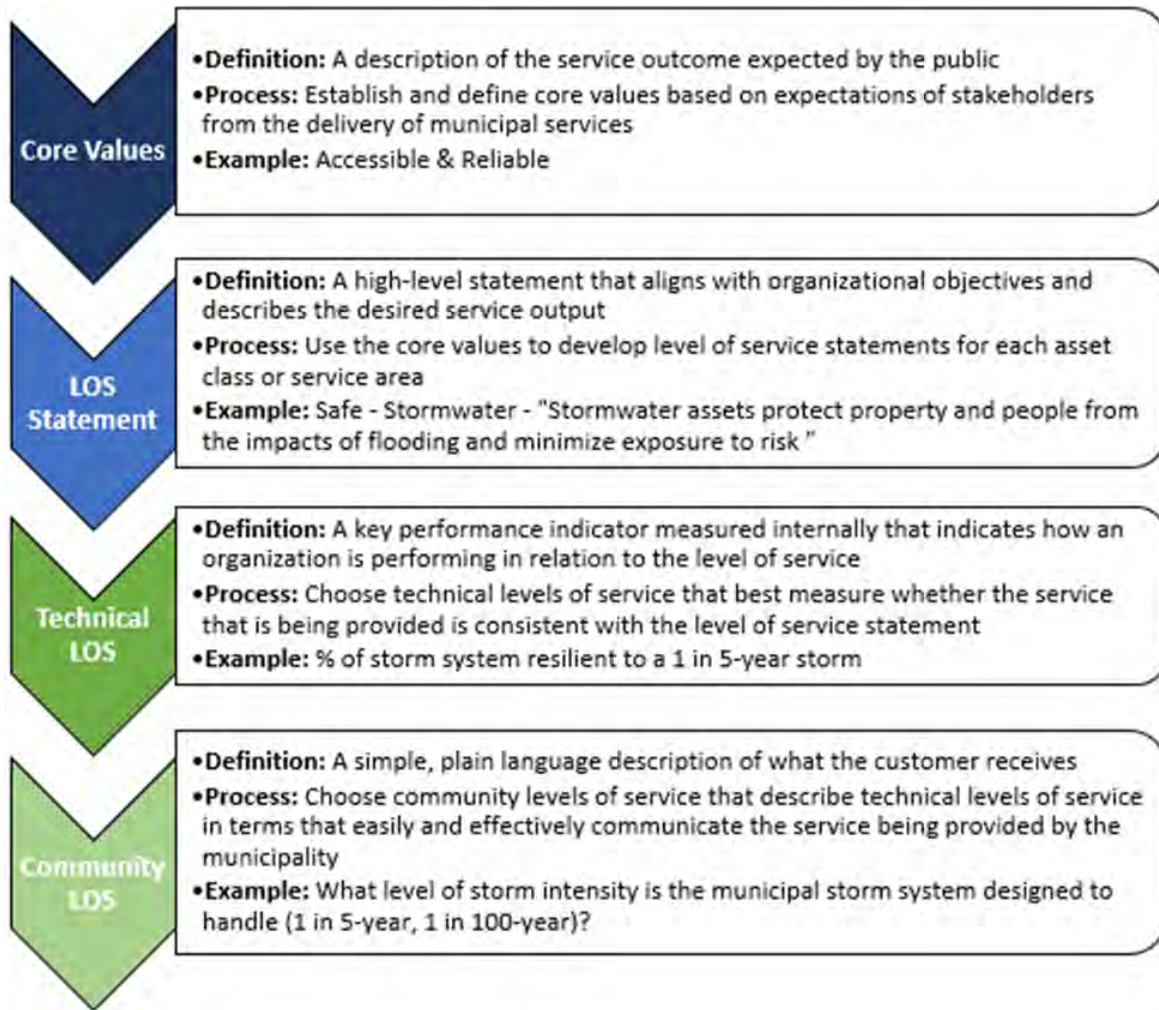 Core Values
•Definition: A description of the service outcome expected by the public
•Process: Establish and define core values based on expectations of stakeholders
from the delivery of municipal services
•Example: Accessible & Reliable
LOS
Statement
•Definition: A high-level statement that aligns with organizational objectives and
describes the desired service output
•Process: Use the core values to develop level of service statements for each asset
class or service area
•Example: Safe - Stormwater - "Stormwater assets protect property and people from
the impacts of flooding and minimize exposure to risk "
Technical
LOS
•Definition: A key performance indicator measured internally that indicates how an
organization is performing in relation to the level of service
•Process: Choose technical levels of service that best measure whether the service
that is being provided is consistent with the level of service statement
•Example: % of storm system resilient to a 1 in 5-year storm
Community
LOS
•Definition: A simple, plain language description of what the customer receives
•Process: Choose community levels of service that describe technical levels of service
in terms that easily and effectively communicate the service being provided by the
municipality
•Example: What level of storm intensity is the municipal storm system designed to
handle (1 in 5-year, 1 in 100-year)?